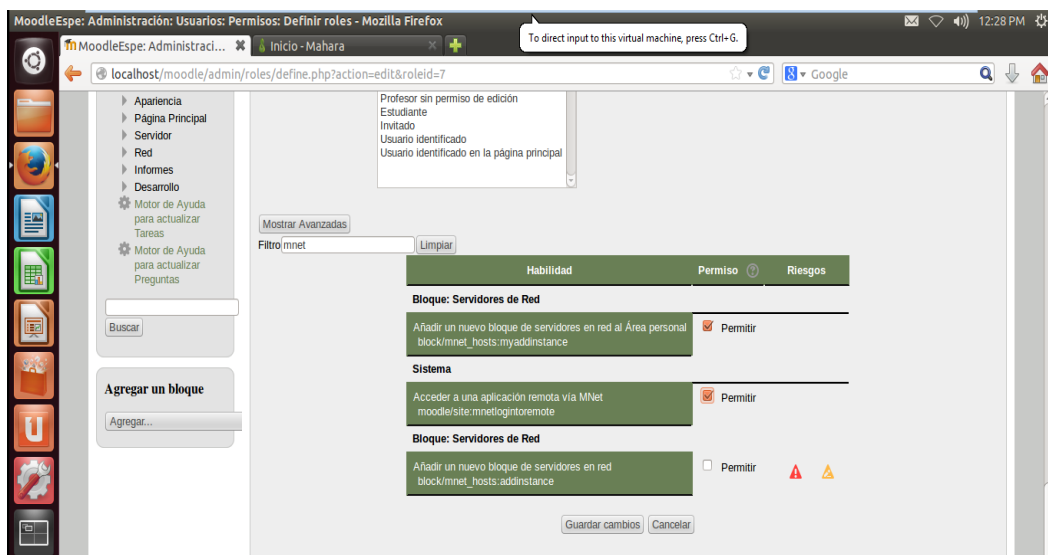 MoodleEspe: Administración: Usuarios: Permisos: Definir roles - Mozilla Firefox
To direct input to this virtual machine, press Ctrl+G.
12:28 PM
MoodleEspe: Administraci...
Inicio - Mahara
localhost/moodle/admin/roles/define.php?action=edit&roleid=7
Google
Apariencia
Página Principal
Servidor
Red
Informes
Desarrollo
Motor de Ayuda
para actualizar
Tareas
Motor de Ayuda
para actualizar
Preguntas
Buscar
Agregar un bloque
Agregar...
Profesor sin permiso de edición
Estudiante
Invitado
Usuario identificado
Usuario identificado en la página principal
Mostrar Avanzadas
Filtro mnet Limpiar
Habilidad Permiso Riesgos
Bloque: Servidores de Red
Añadir un nuevo bloque de servidores en red al Área personal
block/mnet_hosts:myaddinstance
Permitir
Sistema
Acceder a una aplicación remota vía MNet
moodle/site:mnetlogintoremote
Permitir
Bloque: Servidores de Red
Añadir un nuevo bloque de servidores en red
block/mnet_hosts:addinstance
Permitir
Guardar cambios Cancelar